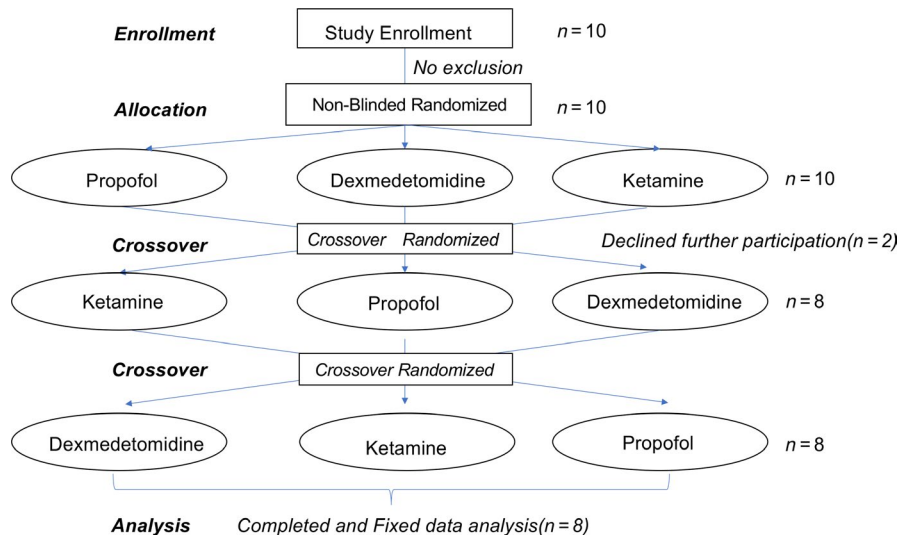 Enrollment Study Enrollment n = 10
No exclusion
Allocation Non-Blinded Randomized n = 10
Propofol Dexmedetomidine Ketamine n = 10
Crossover Crossover Randomized Declined further participation(n = 2)
Ketamine Propofol Dexmedetomidine n = 8
Crossover Crossover Randomized
Dexmedetomidine Ketamine Propofol n = 8
Analysis Completed and Fixed data analysis(n = 8)